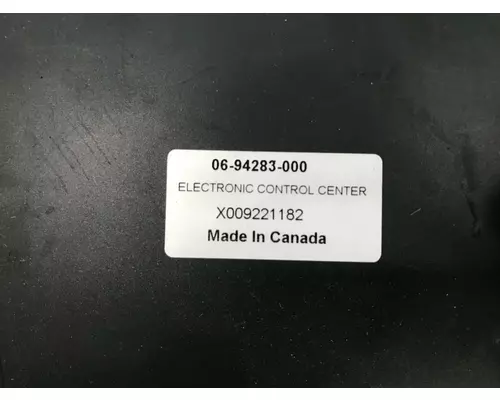 06-94283-000
ELECTRONIC CONTROL CENTER
X009221182
Made In Canada